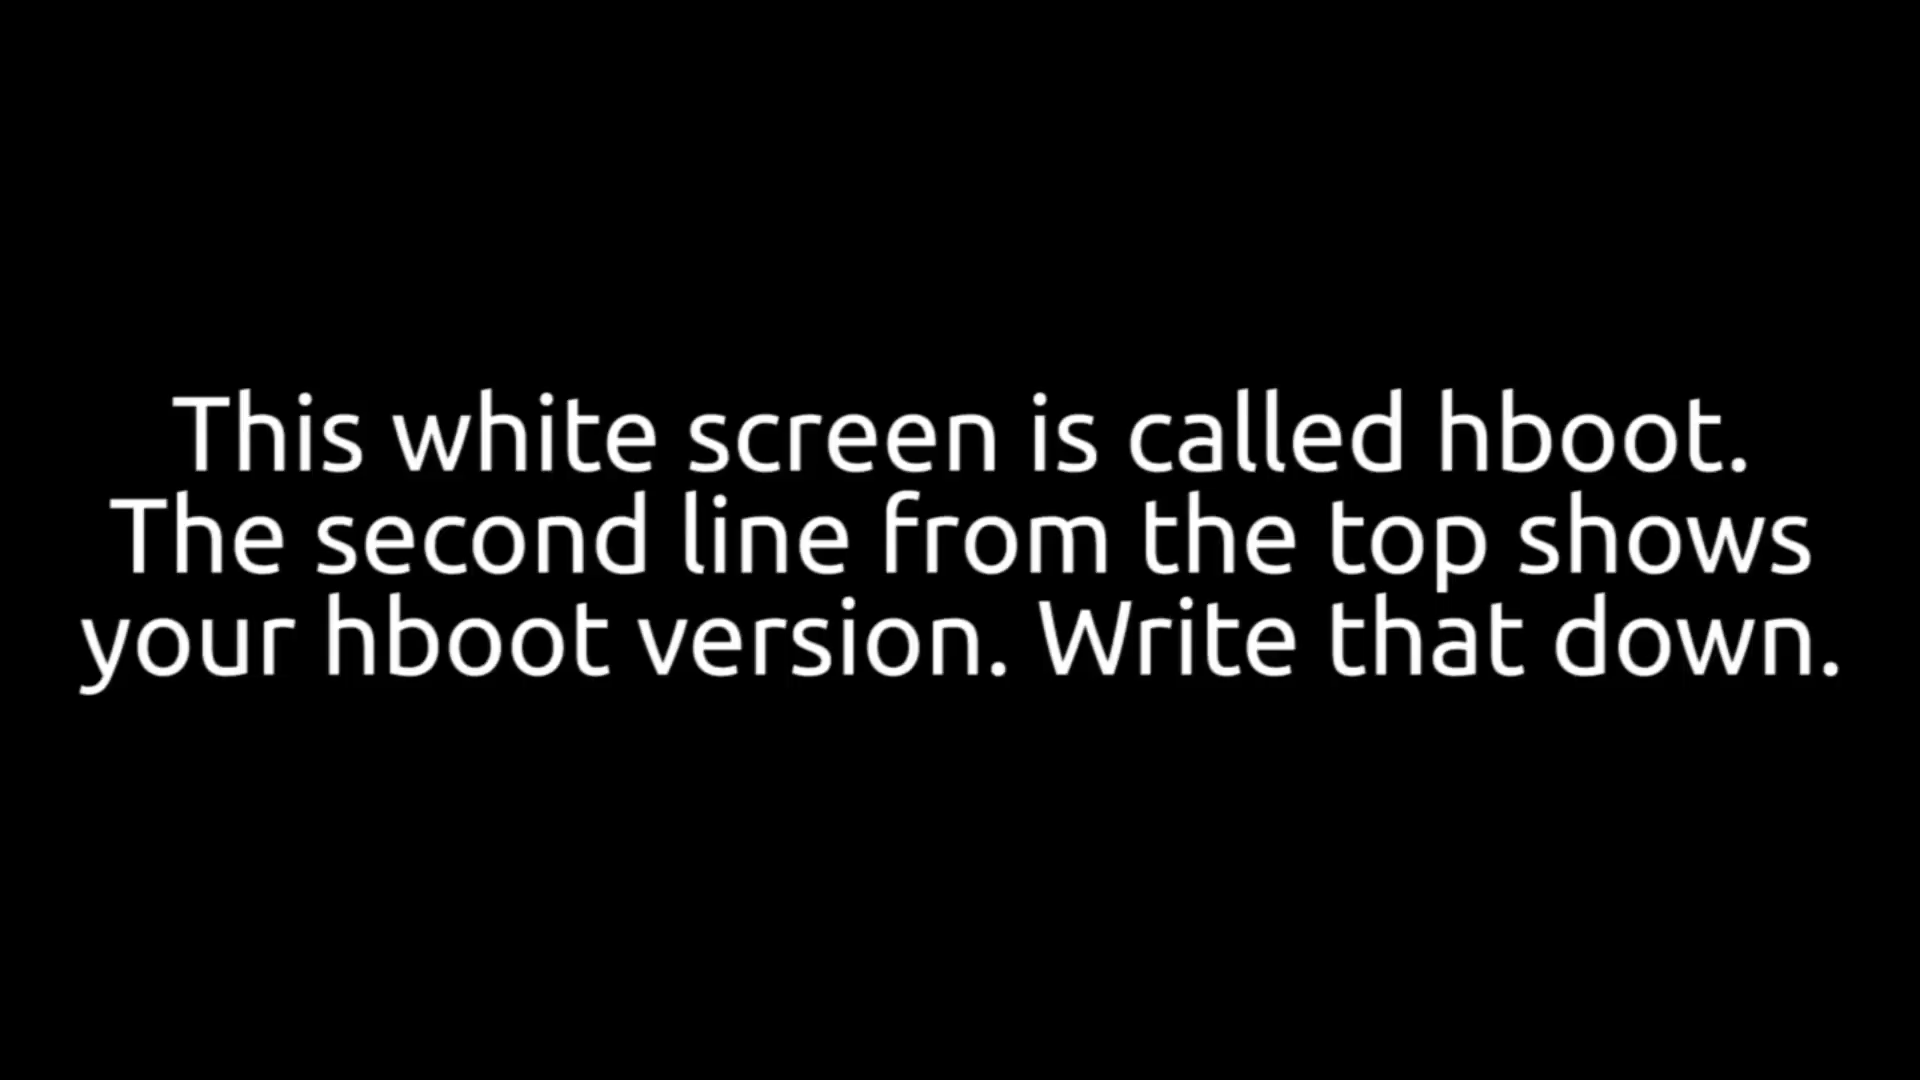 This white screen is called hboot.
The second line from the top shows
your hboot version. Write that down.